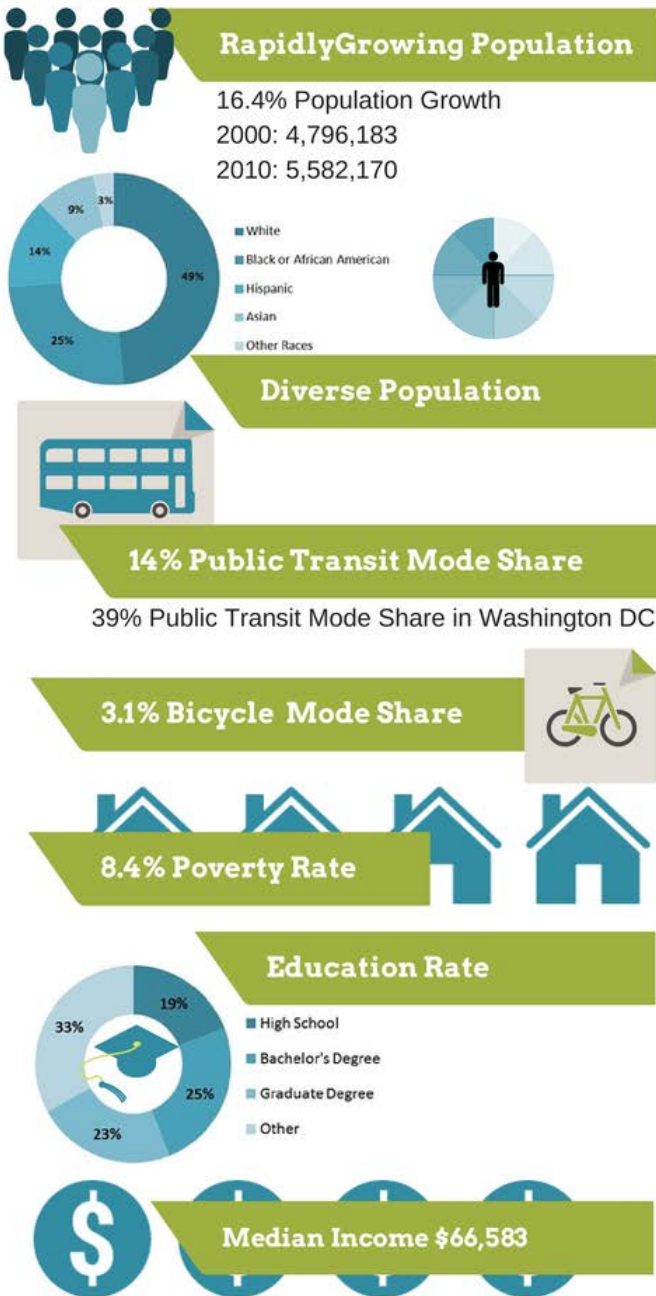 RapidlyGrowing Population
16.4% Population Growth
2000: 4,796,183
2010: 5,582,170
3%
9%
14%
49%
25%
White
Black or African American
Hispanic
Asian
Other Races
Diverse Population
14% Public Transit Mode Share
39% Public Transit Mode Share in Washington DC
3.1% Bicycle Mode Share
8.4% Poverty Rate
Education Rate
19%
33%
25%
23%
High School
Bachelor's Degree
Graduate Degree
Other
$
Median Income $66,583